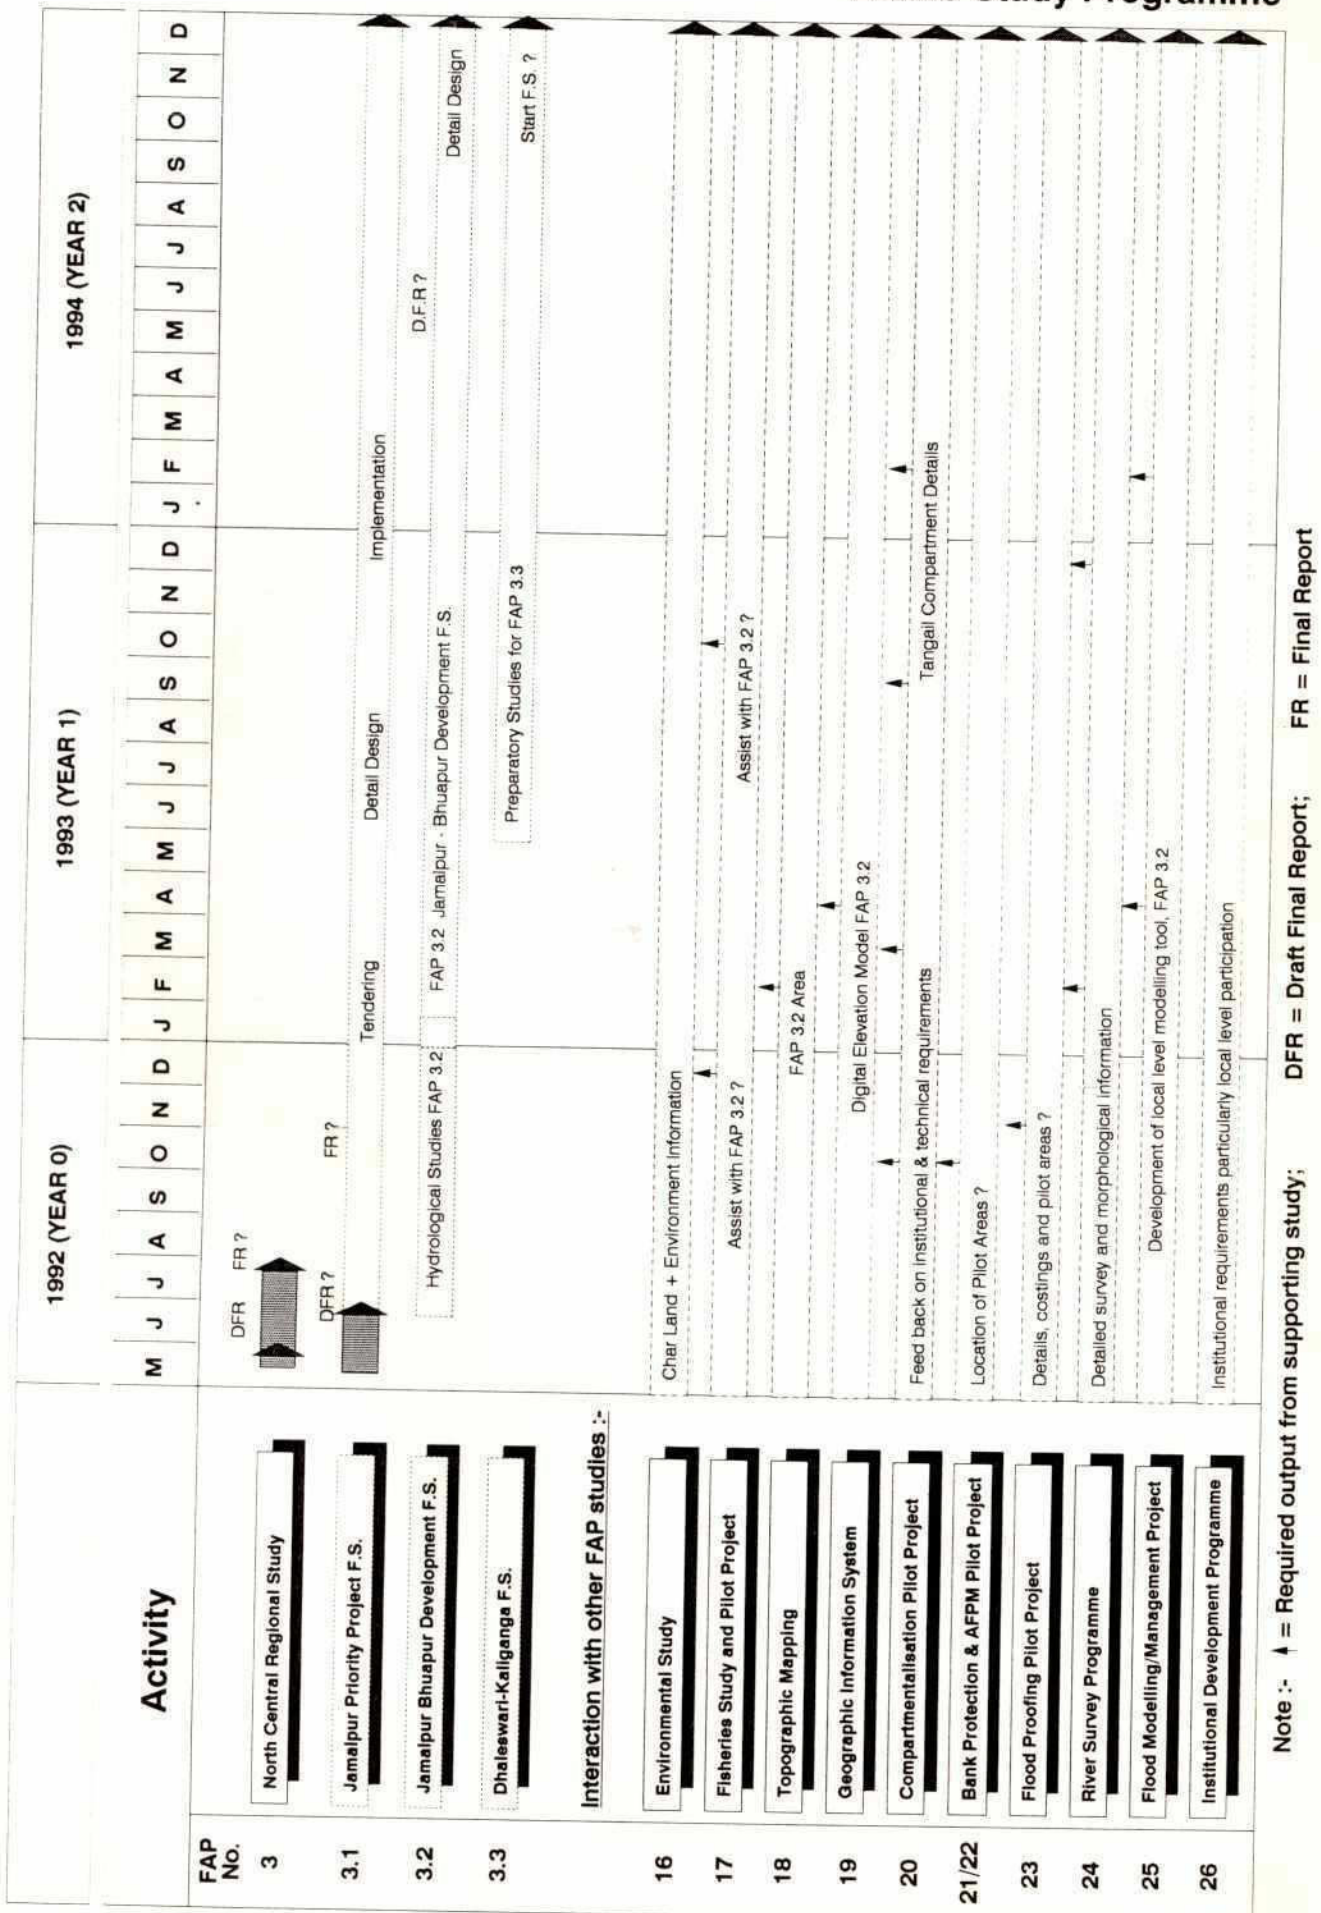 Study Programme
Activity
1992 (YEAR 0)
1993 (YEAR 1)
1994 (YEAR 2)
M J J A S O N D J F M A M J J A S O N D J F M A M J J A S O N D
FAP
No.
3 North Central Regional Study
DFR FR ?
3.1 Jamalpur Priority Project F.S.
DFR ? FR ?
Tendering Detail Design Implementation
3.2 Jamalpur Bhuapur Development F.S.
Hydrological Studies FAP 3.2 FAP 3.2 Jamalpur - Bhuapur Development F.S. D.F.R ? Detail Design
3.3 Dhaleswari-Kaliganga F.S.
Preparatory Studies for FAP 3.3 Start F.S. ?
Interaction with other FAP studies :-
16 Environmental Study
Char Land + Environment Information
17 Fisheries Study and Pilot Project
Assist with FAP 3.2 ? Assist with FAP 3.2 ?
18 Topographic Mapping
FAP 3.2 Area
19 Geographic Information System
Digital Elevation Model FAP 3.2
20 Compartmentalisation Pilot Project
Feed back on institutional & technical requirements Tangail Compartment Details
21/22 Bank Protection & AFPM Pilot Project
Location of Pilot Areas ?
23 Flood Proofing Pilot Project
Details, costings and pilot areas ?
24 River Survey Programme
Detailed survey and morphological information
25 Flood Modelling/Management Project
Development of local level modelling tool, FAP 3.2
26 Institutional Development Programme
Institutional requirements particularly local level participation
Note :- = Required output from supporting study; DFR = Draft Final Report; FR = Final Report